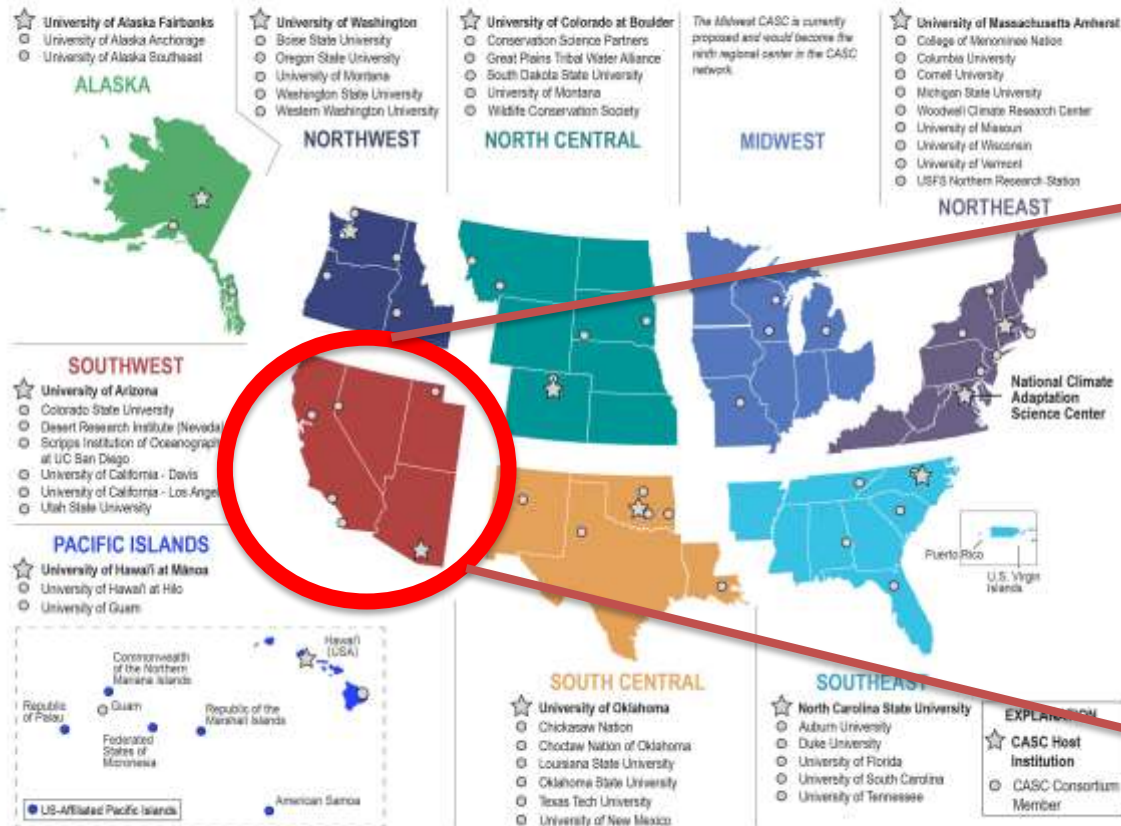 University of Alaska Fairbanks
University of Alaska Anchorage
University of Alaska Southeast
ALASKA
University of Washington
Boise State University
Oregon State University
University of Montana
Washington State University
Western Washington University
NORTHWEST
University of Colorado at Boulder
Conservation Science Partners
Great Plains Tribal Water Alliance
South Dakota State University
University of Montana
Wildlife Conservation Society
NORTH CENTRAL
The Midwest CASC is currently
proposed and would become the
ninth regional center in the CASC
network.
MIDWEST
University of Massachusetts Amherst
College of Menominee Nation
Columbia University
Cornell University
Michigan State University
Woodwell Climate Research Center
University of Missouri
University of Wisconsin
University of Vermont
USFS Northern Research Station
NORTHEAST
National Climate
Adaptation
Science Center
SOUTHWEST
University of Arizona
Colorado State University
Desert Research Institute (Nevada)
Scripps Institution of Oceanograp
at UC San Diego
University of California - Davis
University of California - Los Angel
Utah State University
PACIFIC ISLANDS
University of Hawai'i at Mānoa
University of Hawai'i at Hilo
University of Guam
Hawai'i
(USA)
Commonwealth
of the Northern
Mariana Islands
Republic
of Palau
Guam
Republic of the
Marshall Islands
Federated
States of
Micronesia
American Samoa
US-Affiliated Pacific Islands
SOUTH CENTRAL
University of Oklahoma
Chickasaw Nation
Choctaw Nation of Oklahoma
Louisiana State University
Oklahoma State University
Texas Tech University
University of New Mexico
SOUTHEAST
North Carolina State University
Auburn University
Duke University
University of Florida
University of South Carolina
University of Tennessee
Puerto Rico
U.S. Virgin
Islands
EXPLANATION
CASC Host
Institution
CASC Consortium
Member